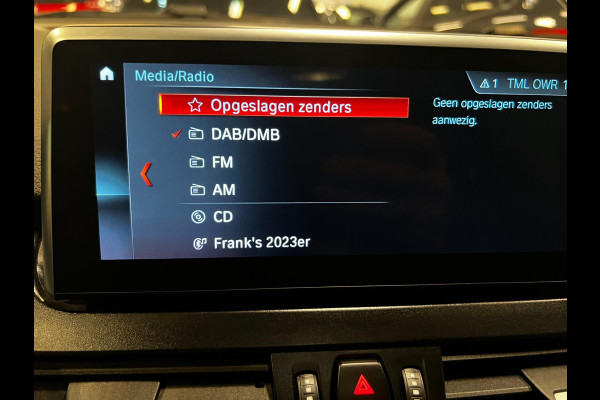 Media/Radio
1 TML OWR 1
Opgeslagen zenders
Geen opgeslagen zenders
aanwezig.
DAB/DMB
FM
AM
CD
Frank's 2023er